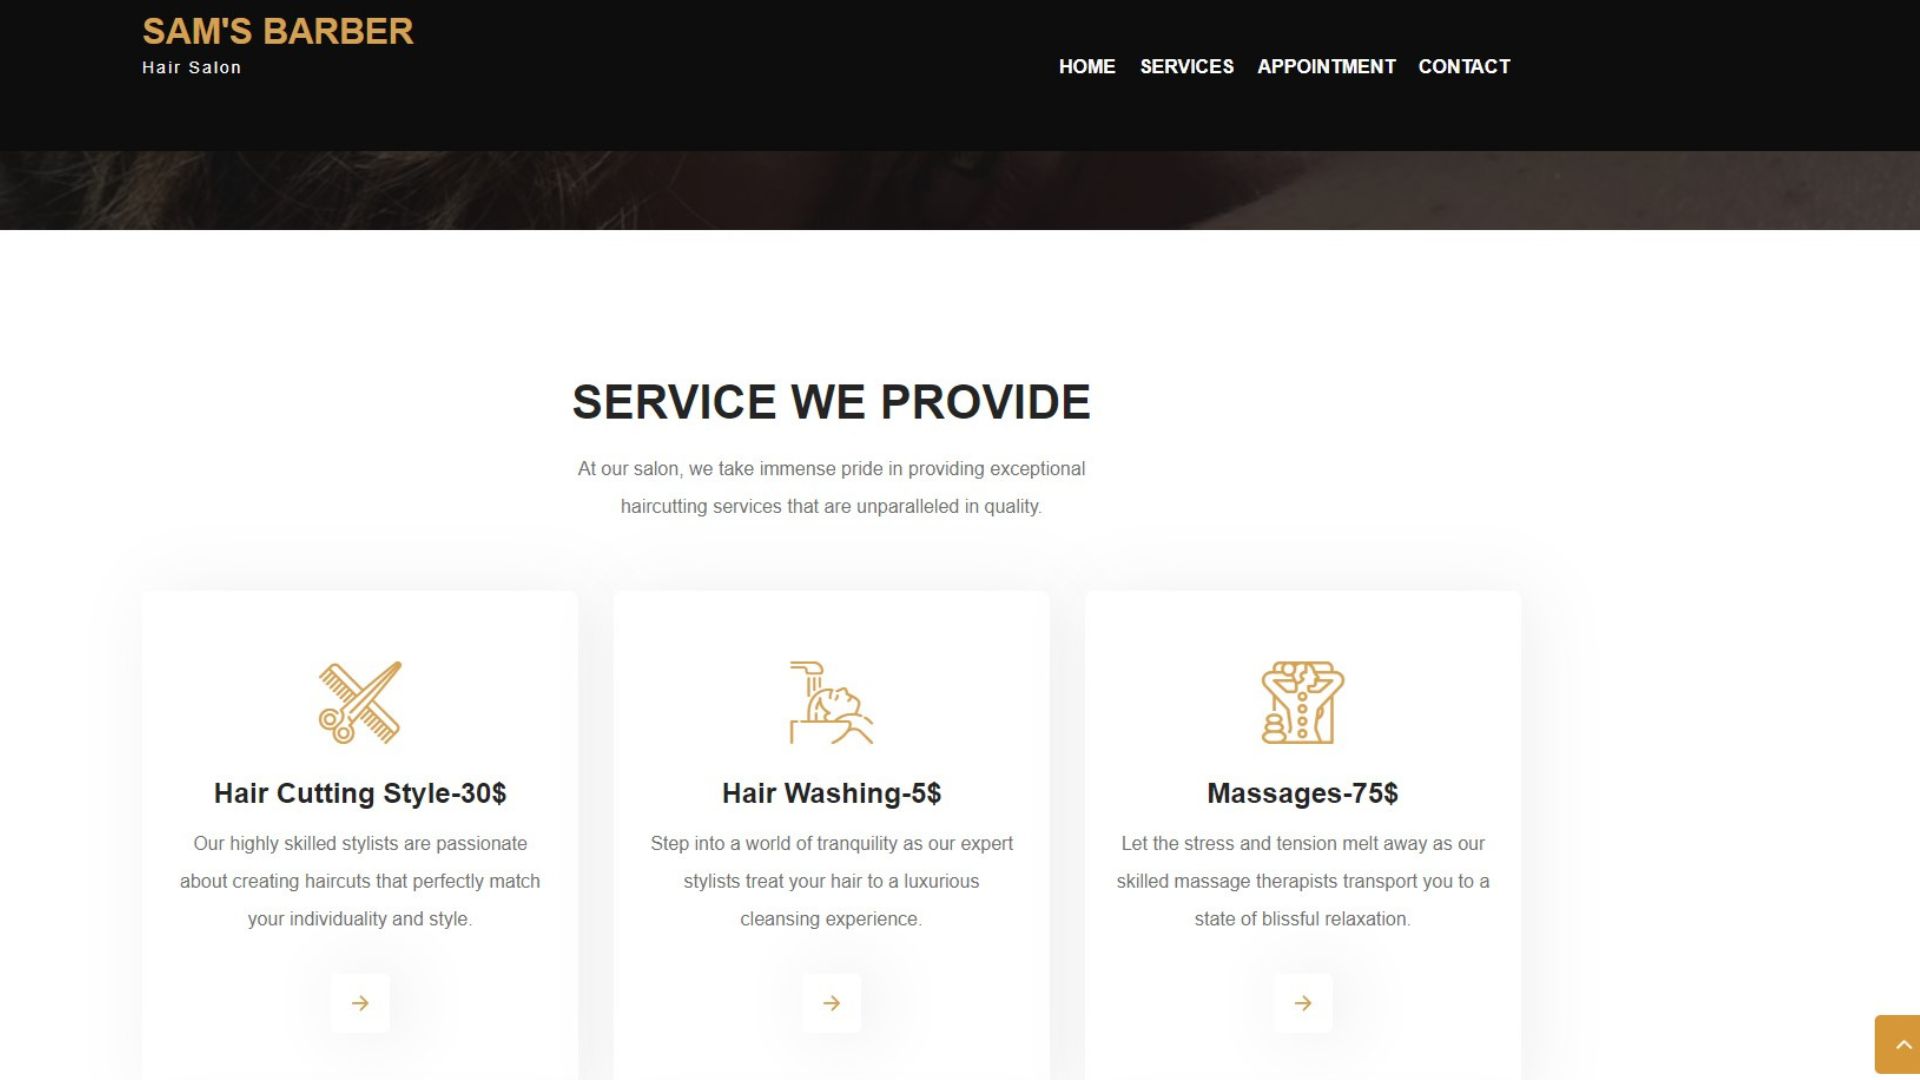 SAM'S BARBER
Hair Salon
HOME SERVICES APPOINTMENT CONTACT
SERVICE WE PROVIDE
At our salon, we take immense pride in providing exceptional
haircutting services that are unparalleled in quality.
Hair Cutting Style-30$
Our highly skilled stylists are passionate
about creating haircuts that perfectly match
your individuality and style.
Hair Washing-5$
Step into a world of tranquility as our expert
stylists treat your hair to a luxurious
cleansing experience.
Massages-75$
Let the stress and tension melt away as our
skilled massage therapists transport you to a
state of blissful relaxation.